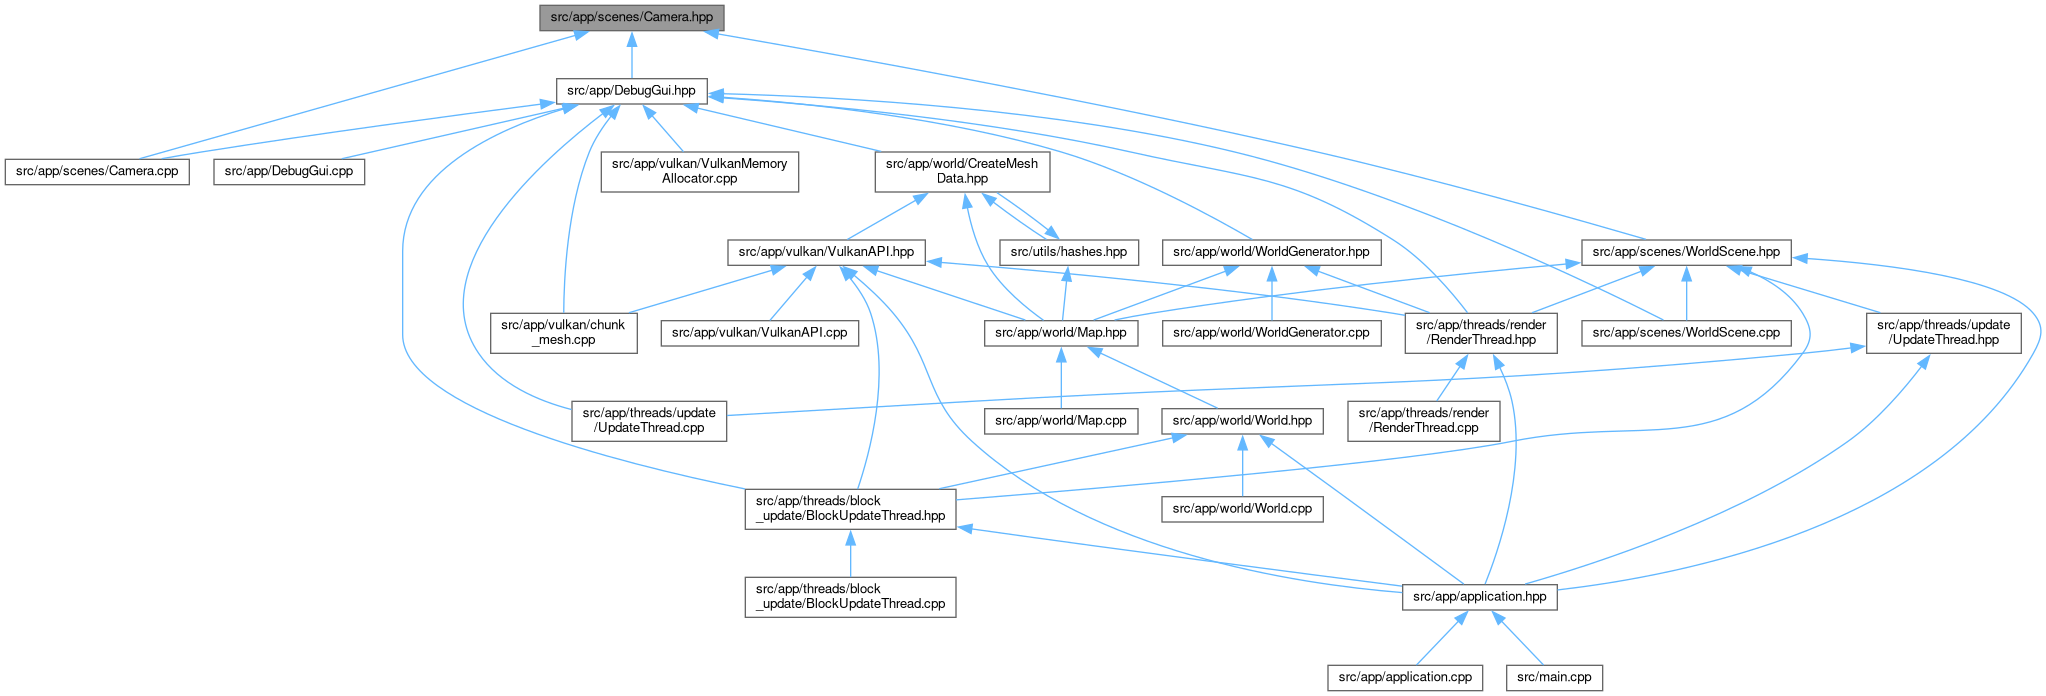 src/app/scenes/Camera.hpp
src/app/DebugGui.hpp
src/app/scenes/Camera.cpp
src/app/DebugGui.cpp
src/app/vulkan/VulkanMemory
Allocator.cpp
src/app/world/CreateMesh
Data.hpp
src/app/vulkan/VulkanAPI.hpp
src/utils/hashes.hpp
src/app/world/WorldGenerator.hpp
src/app/scenes/WorldScene.hpp
src/app/vulkan/chunk
_mesh.cpp
src/app/vulkan/VulkanAPI.cpp
src/app/world/Map.hpp
src/app/world/WorldGenerator.cpp
src/app/threads/render
/RenderThread.hpp
src/app/scenes/WorldScene.cpp
src/app/threads/update
/UpdateThread.hpp
src/app/threads/update
/UpdateThread.cpp
src/app/world/Map.cpp
src/app/world/World.hpp
src/app/threads/render
/RenderThread.cpp
src/app/threads/block
_update/BlockUpdateThread.hpp
src/app/world/World.cpp
src/app/threads/block
_update/BlockUpdateThread.cpp
src/app/application.hpp
src/app/application.cpp
src/main.cpp